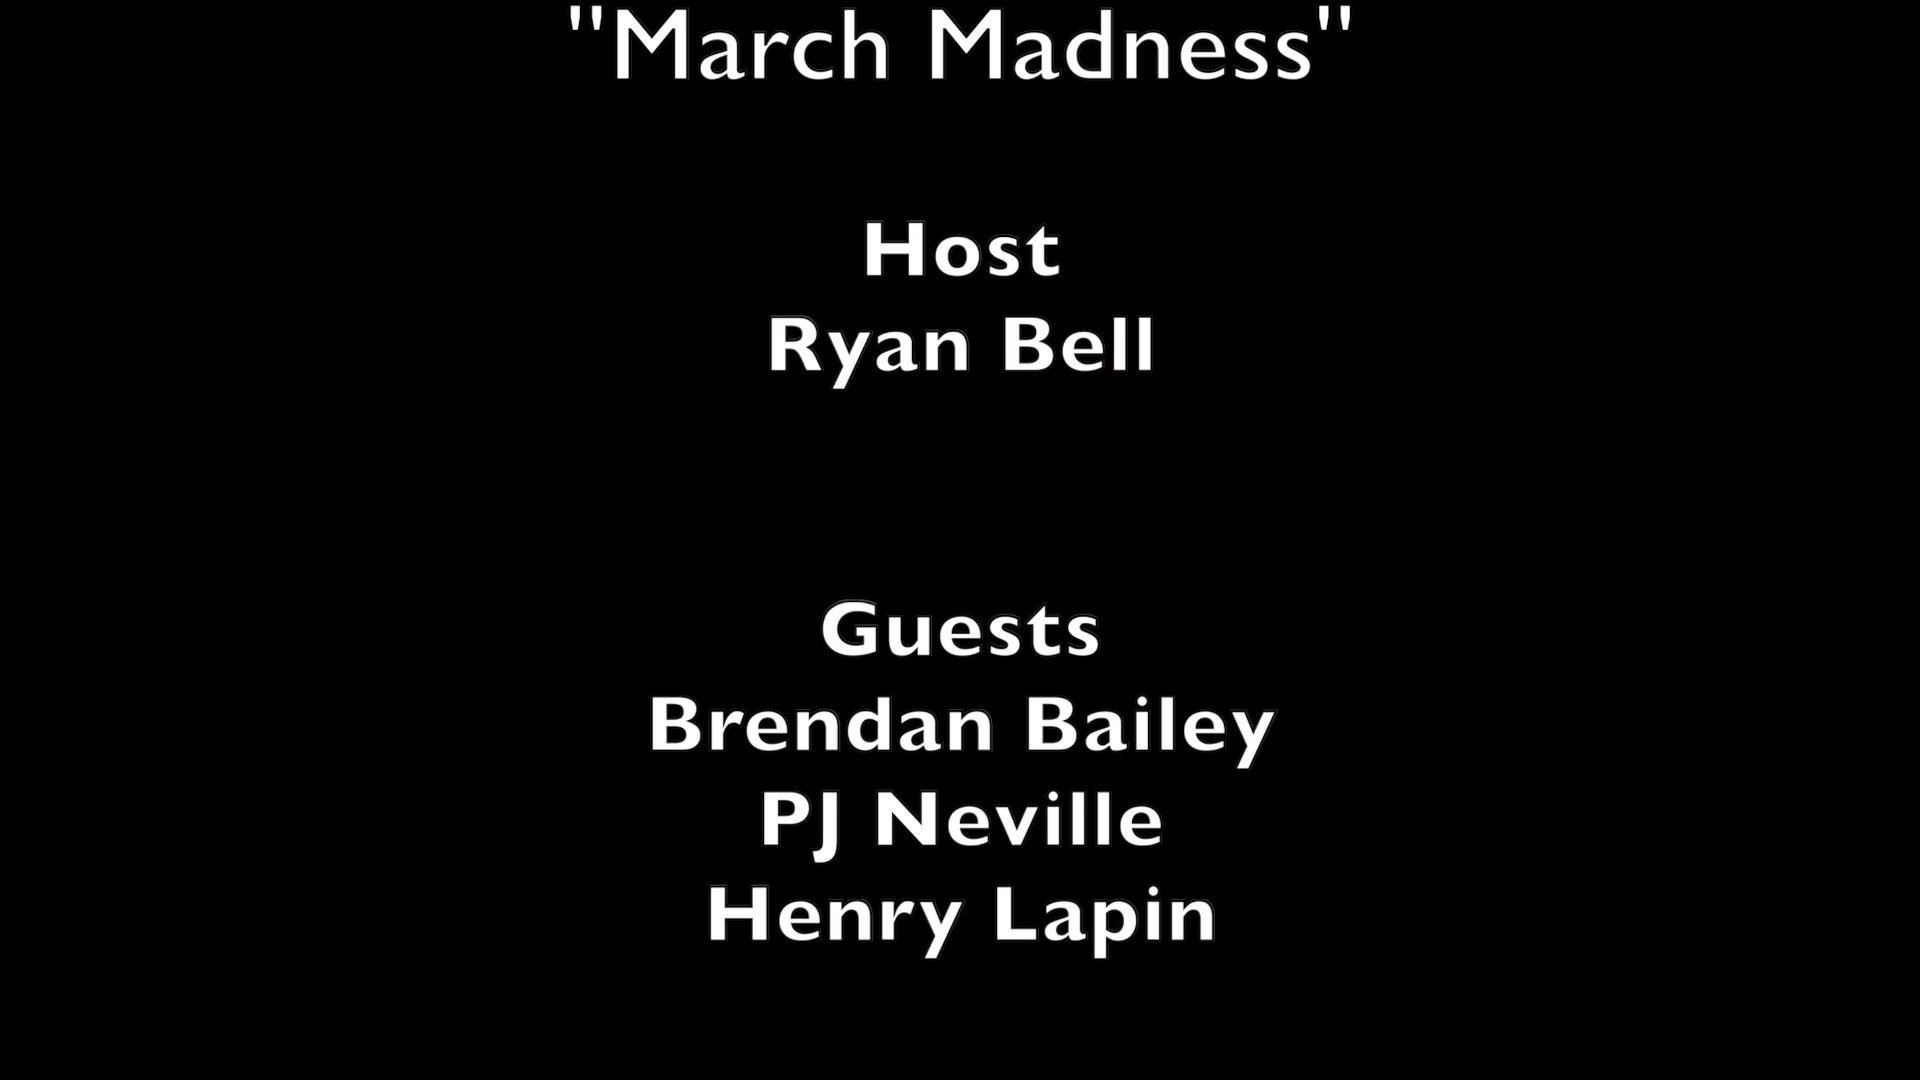 "March Madness"
Host
Ryan Bell
Guests
Brendan Bailey
PJ Neville
Henry Lapin